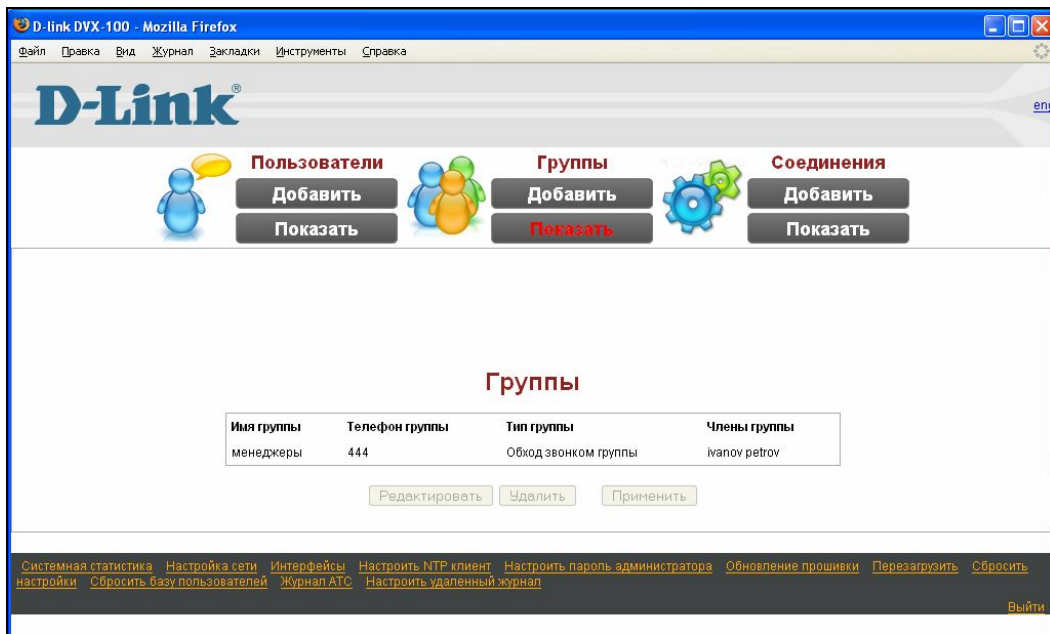 D-link DVX-100 - Mozilla Firefox
Файл Правка Вид Журнал Закладки Инструменты Справка
D-Link®
eng
Пользователи Группы Соединения
Добавить Добавить Добавить
Показать Показать Показать
Группы
Имя группы Телефон группы Тип группы Члены группы
менеджеры 444 Обход звонком группы ivanov petrov
Редактировать Удалить Применить
Системная статистика Настройка сети Интерфейсы Настроить NTP клиент Настроить пароль администратора Обновление прошивки Перезагрузить Сбросить
настройки Сбросить базу пользователей Журнал АТС Настроить удаленный журнал
Выйти